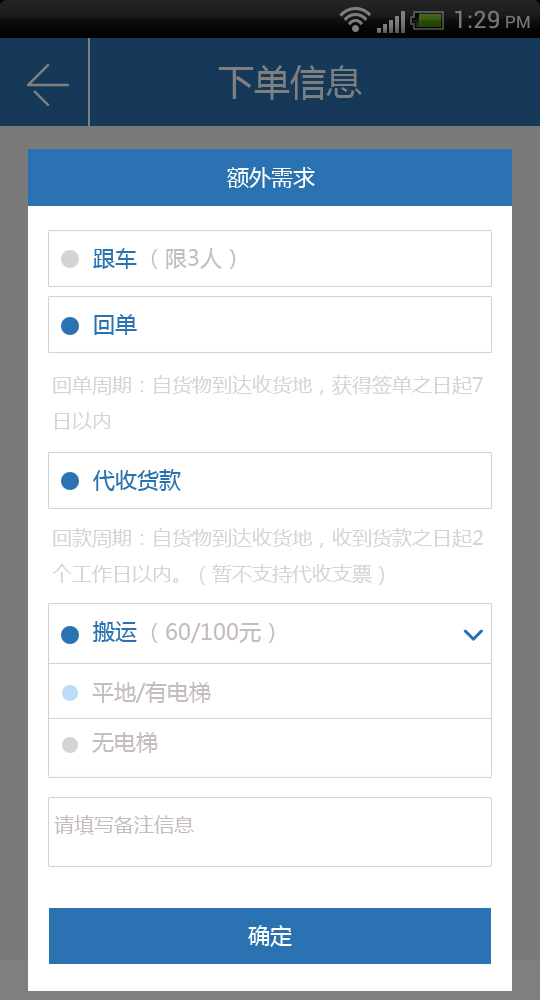 1:29 PM
下单信息
额外需求
跟车（限3人）
回单
回单周期：自货物到达收货地，获得签单之日起7
日以内
代收货款
回款周期：自货物到达收货地，收到货款之日起2
个工作日以内。（暂不支持代收支票）
搬运（60/100元）
平地/有电梯
无电梯
请填写备注信息
确定